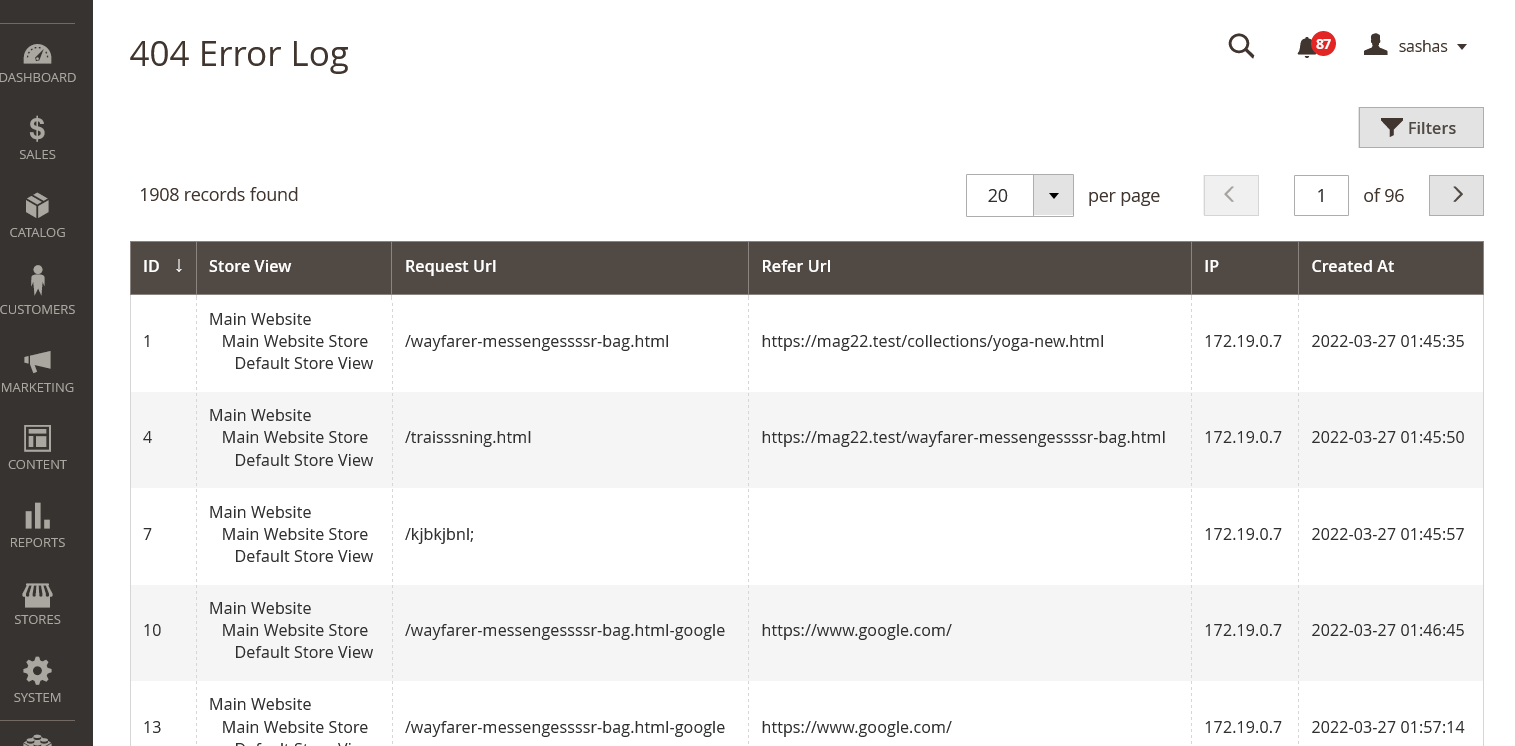 DASHBOARD
SALES
CATALOG
CUSTOMERS
MARKETING
CONTENT
REPORTS
STORES
SYSTEM
404 Error Log
87
sashas
Filters
1908 records found
20 per page
1 of 96
ID ↓ Store View Request Url Refer Url IP Created At
Main Website
1 Main Website Store /wayfarer-messengessssr-bag.html https://mag22.test/collections/yoga-new.html 172.19.0.7 2022-03-27 01:45:35
Default Store View
Main Website
4 Main Website Store /traisssning.html https://mag22.test/wayfarer-messengessssr-bag.html 172.19.0.7 2022-03-27 01:45:50
Default Store View
Main Website
7 Main Website Store /kjbkjbnl; 172.19.0.7 2022-03-27 01:45:57
Default Store View
Main Website
10 Main Website Store /wayfarer-messengessssr-bag.html-google https://www.google.com/ 172.19.0.7 2022-03-27 01:46:45
Default Store View
Main Website
13 Main Website Store /wayfarer-messengessssr-bag.html-google https://www.google.com/ 172.19.0.7 2022-03-27 01:57:14